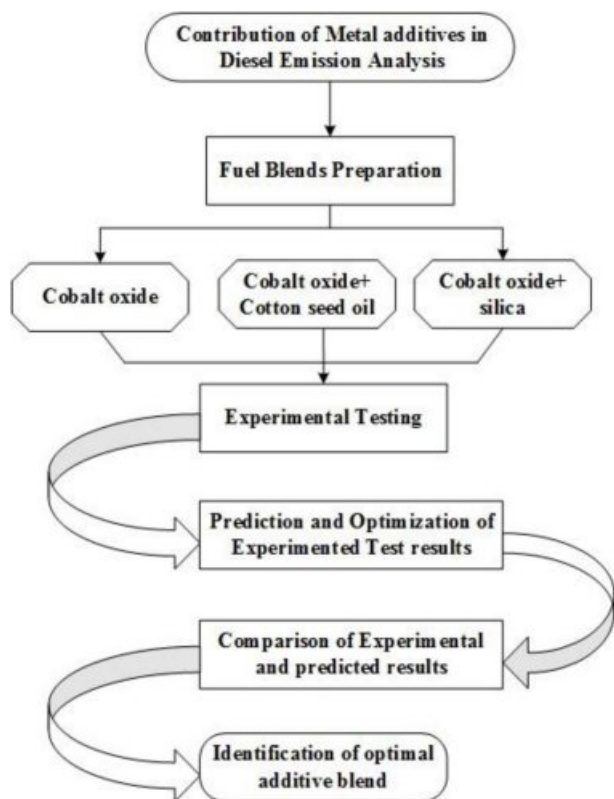 Contribution of Metal additives in
Diesel Emission Analysis
Fuel Blends Preparation
Cobalt oxide
Cobalt oxide+
Cotton seed oil
Cobalt oxide+
silica
Experimental Testing
Prediction and Optimization of
Experimented Test results
Comparison of Experimental
and predicted results
Identification of optimal
additive blend